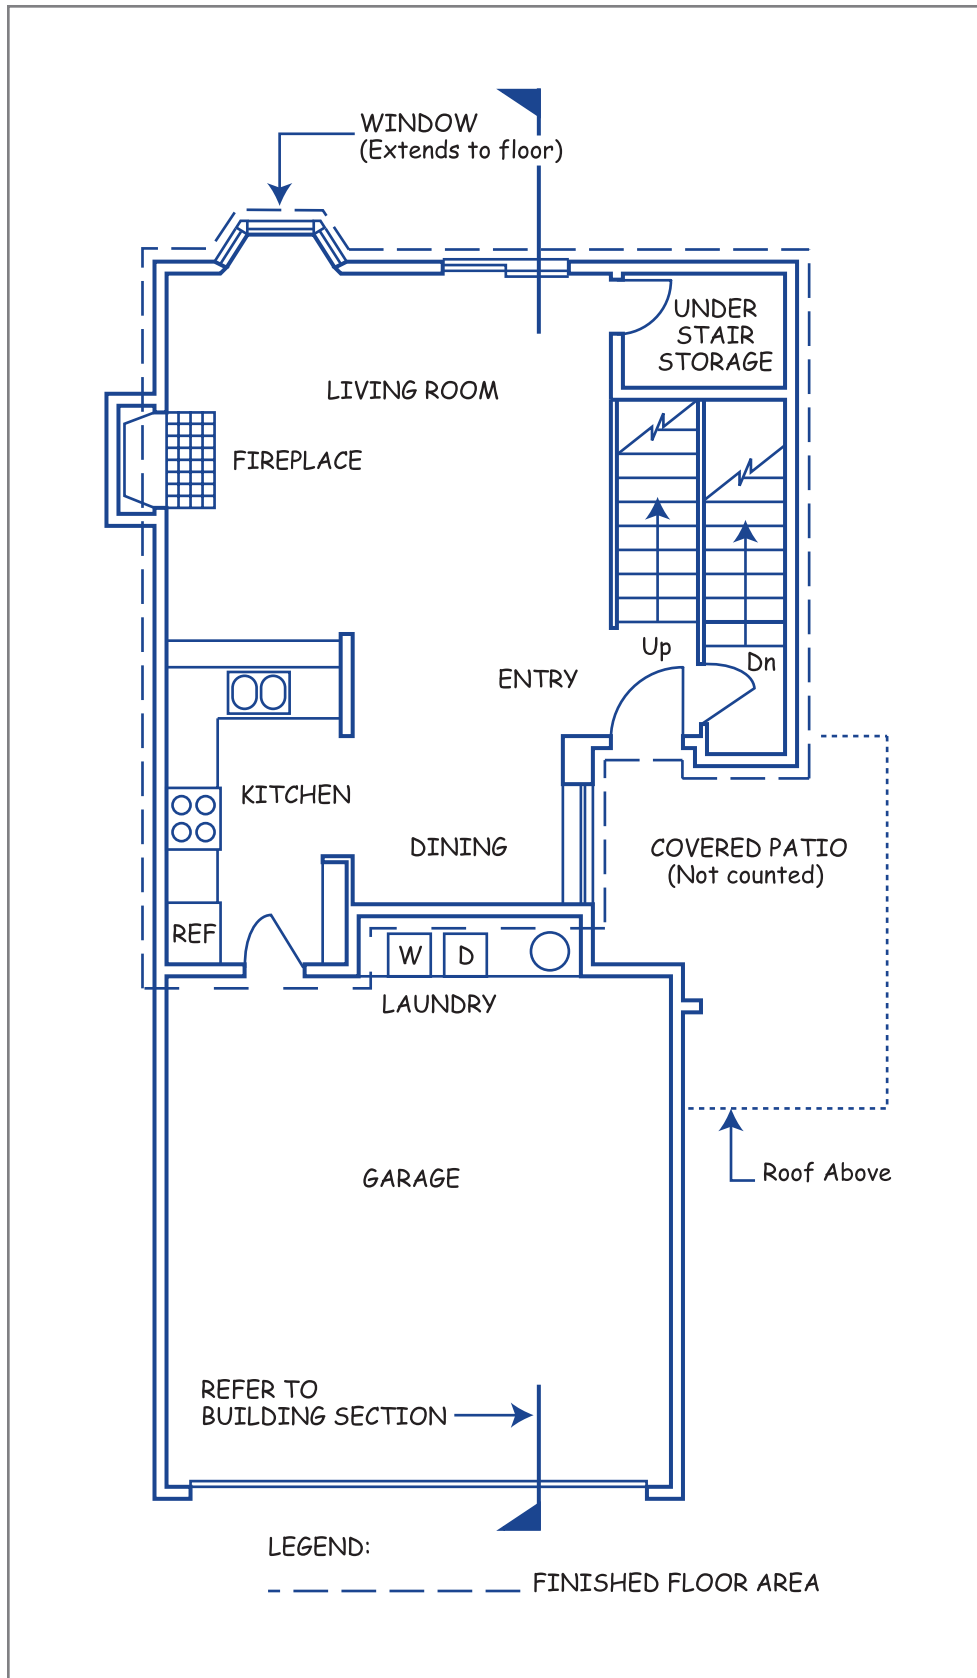 WINDOW
(Extends to floor)
UNDER
STAIR
STORAGE
LIVING ROOM
FIREPLACE
Up
Dn
ENTRY
KITCHEN
DINING
COVERED PATIO
(Not counted)
REF
W
D
LAUNDRY
GARAGE
Roof Above
REFER TO
BUILDING SECTION
LEGEND:
FINISHED FLOOR AREA